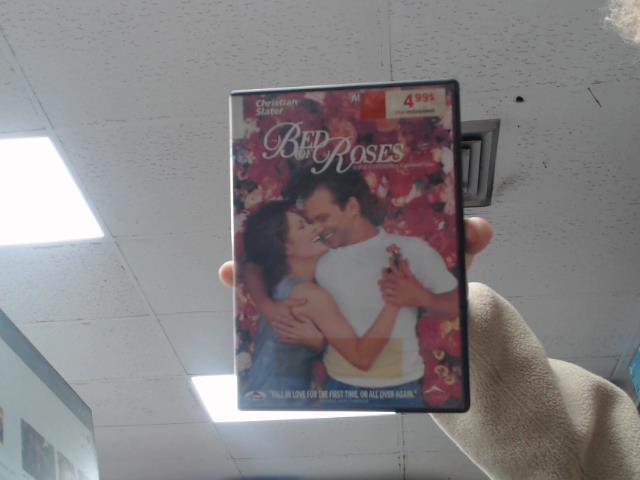 Christian
Slater
4 99$
BED OF ROSES
"FALL IN LOVE FOR THE FIRST TIME, OR ALL OVER AGAIN."